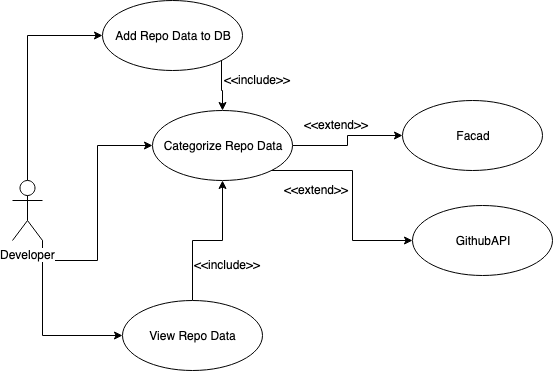 Add Repo Data to DB
<<include>>
Categorize Repo Data
<<extend>>
Facad
<<extend>>
GithubAPI
Developer
<<include>>
View Repo Data